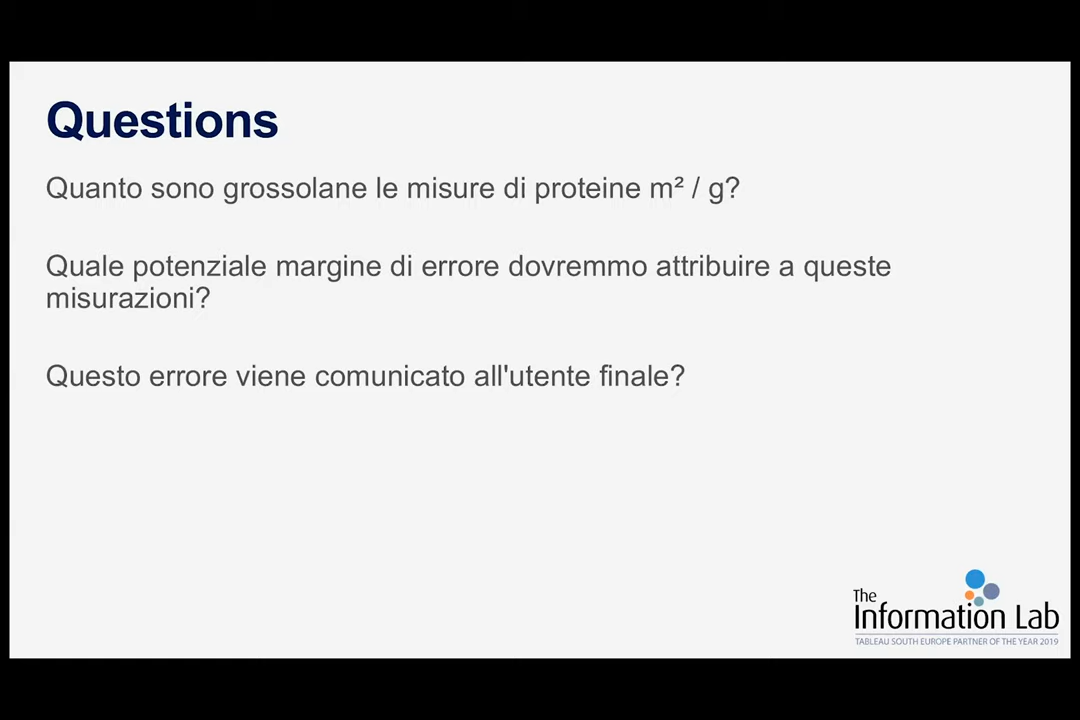 Questions
Quanto sono grossolane le misure di proteine m² / g?
Quale potenziale margine di errore dovremmo attribuire a queste
misurazioni?
Questo errore viene comunicato all'utente finale?
The
Information Lab
TABLEAU SOUTH EUROPE PARTNER OF THE YEAR 2019